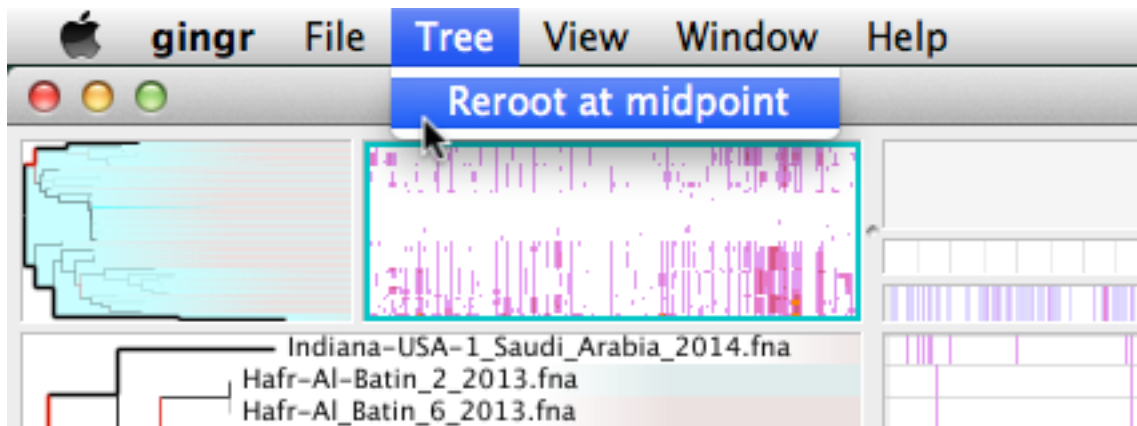 gingr File Tree View Window Help
Reroot at midpoint
Indiana-USA-1_Saudi_Arabia_2014.fna
Hafr-Al-Batin_2_2013.fna
Hafr-Al_Batin_6_2013.fna